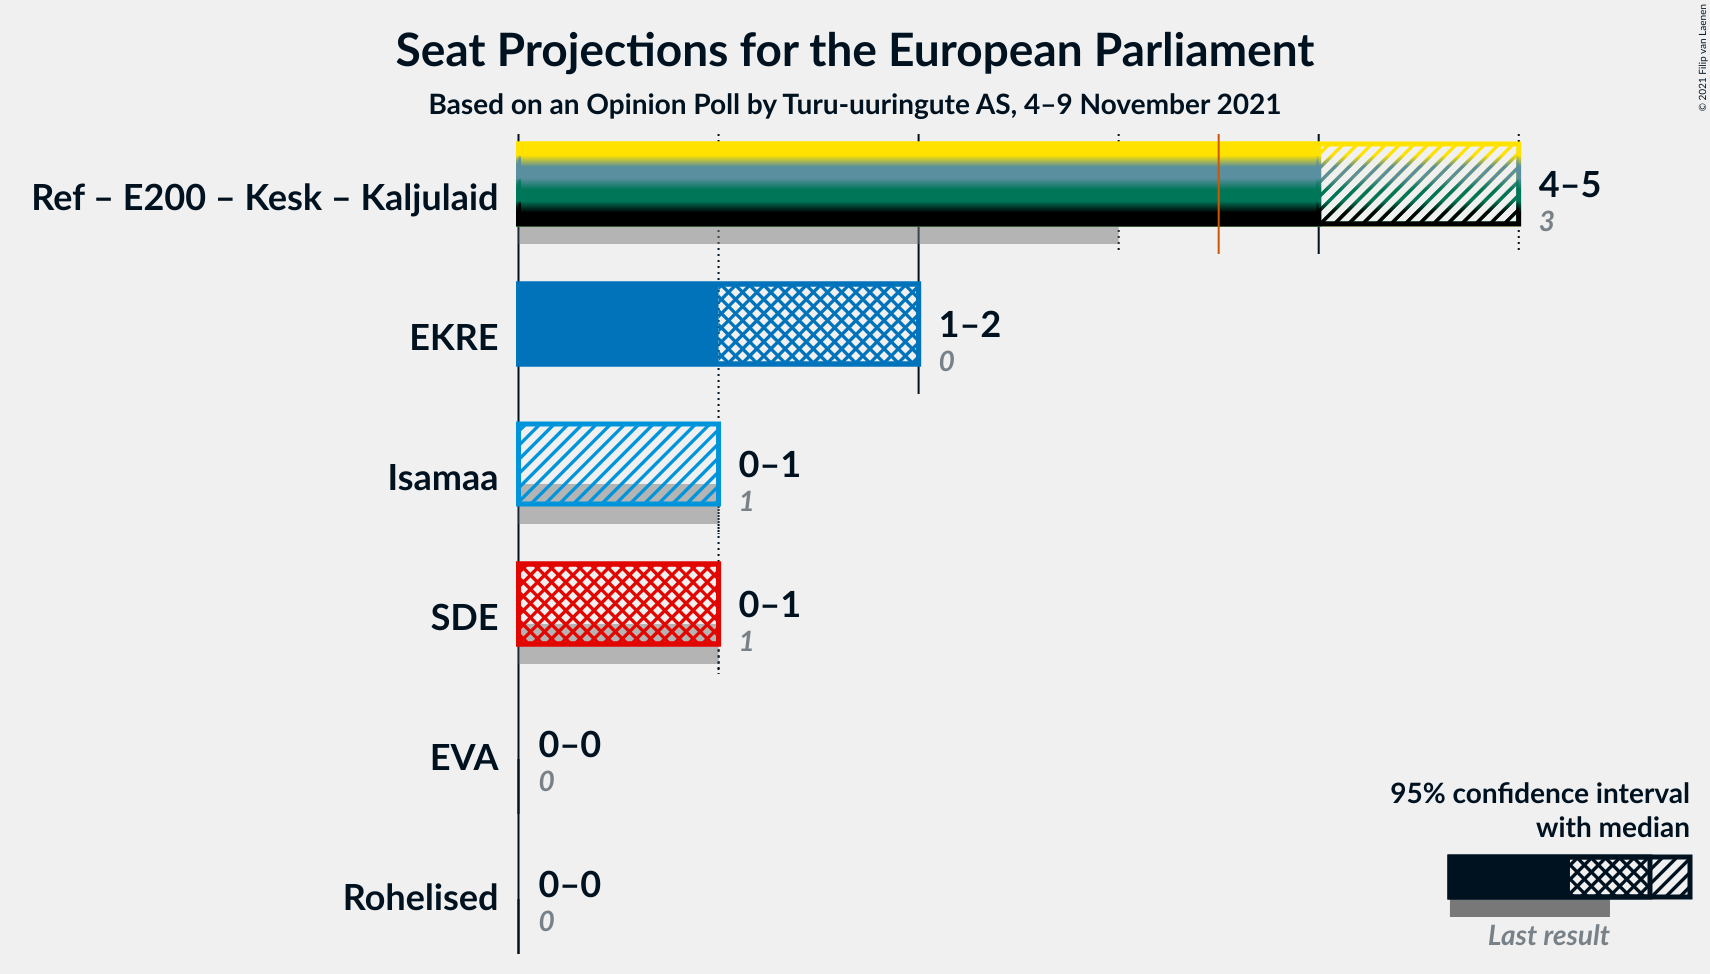 Seat Projections for the European Parliament
Based on an Opinion Poll by Turu-uuringute AS, 4–9 November 2021
© 2021 Filip van Laenen
Ref – E200 – Kesk – Kaljulaid
4–5
3
EKRE
1–2
0
Isamaa
0–1
1
SDE
0–1
1
EVA
0–0
0
Rohelised
0–0
0
95% confidence interval
with median
Last result